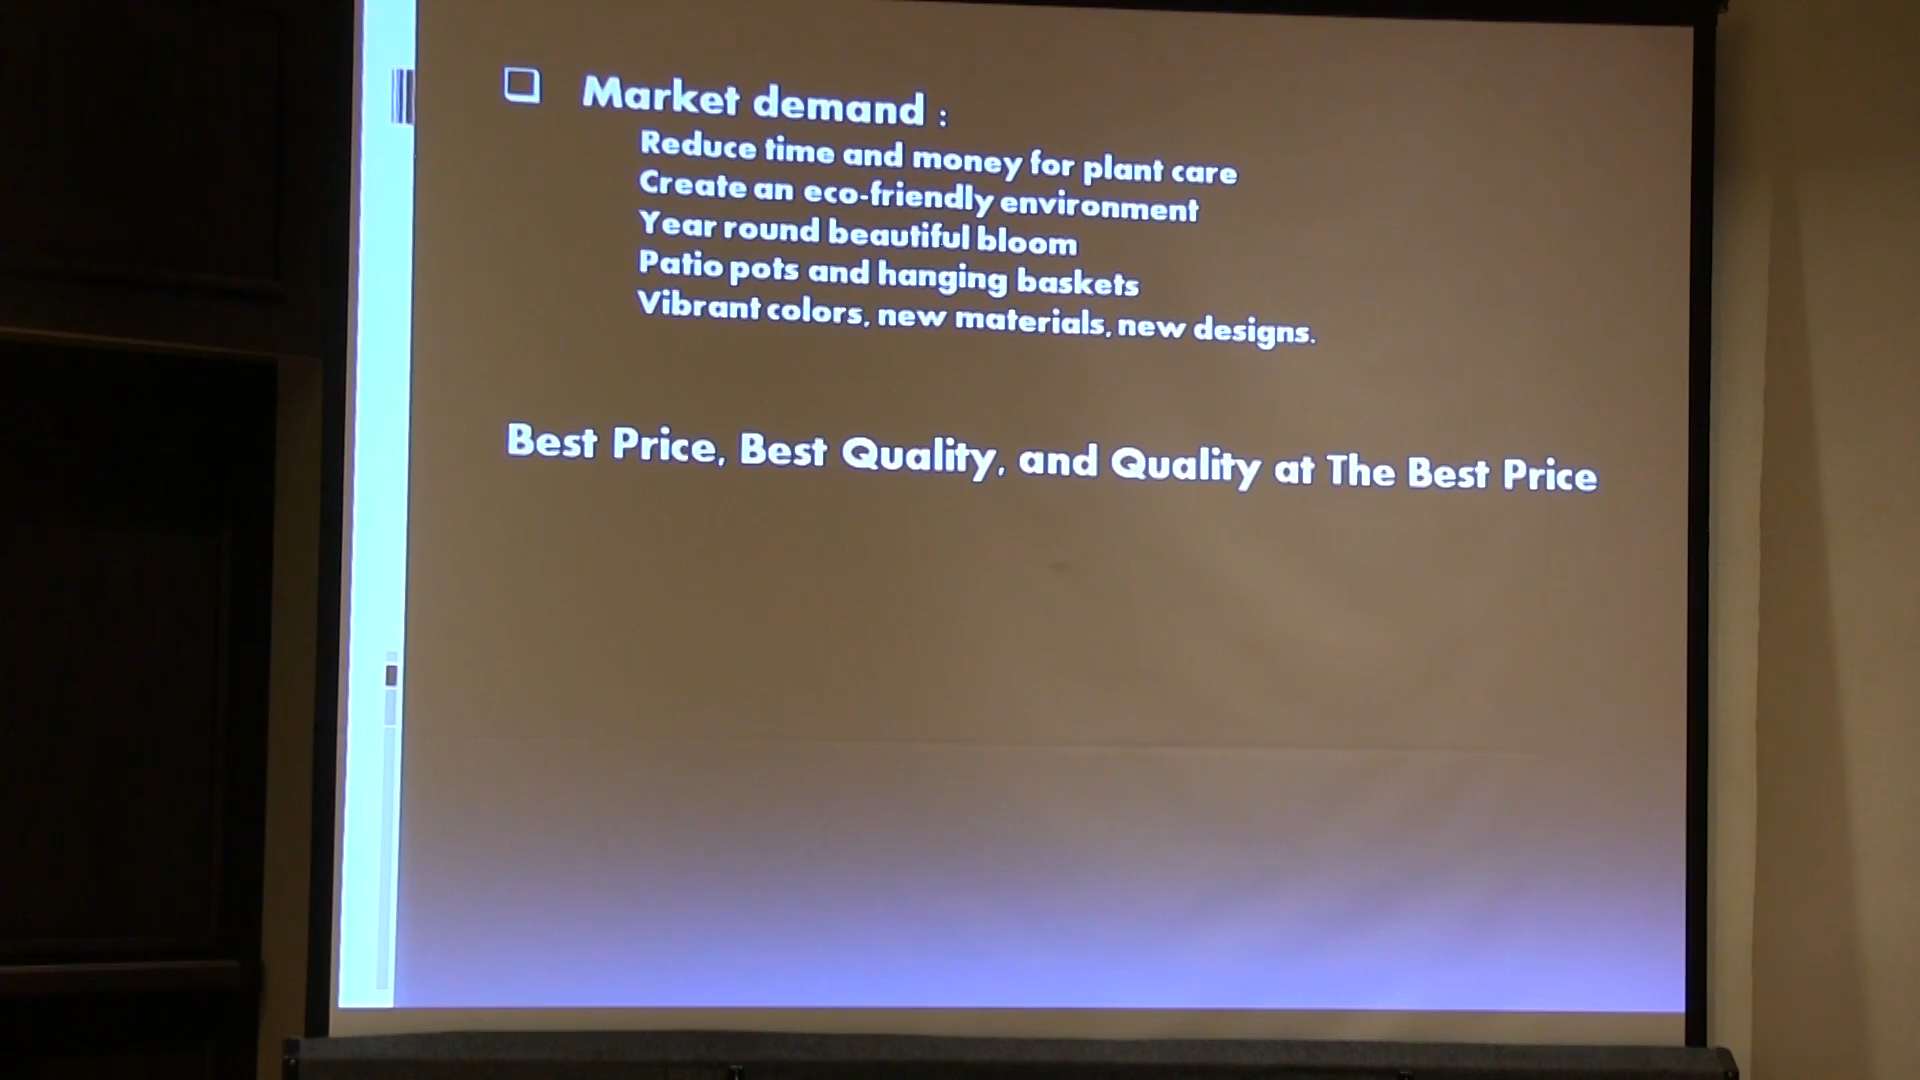 Market demand :
Reduce time and money for plant care
Create an eco-friendly environment
Year round beautiful bloom
Patio pots and hanging baskets
Vibrant colors, new materials, new designs.
Best Price, Best Quality, and Quality at The Best Price